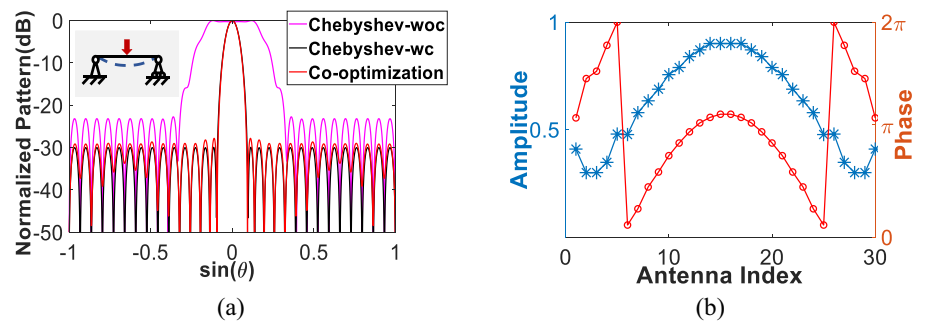 (a)
0
-10
-20
-30
-40
-50
Normalized Pattern(dB)
Chebyshev-woc
Chebyshev-wc
Co-optimization
-1
-0.5
0
0.5
1
sin(θ)
(b)
1
0.5
Amplitude
2π
π
0
Phase
0
10
20
30
Antenna Index